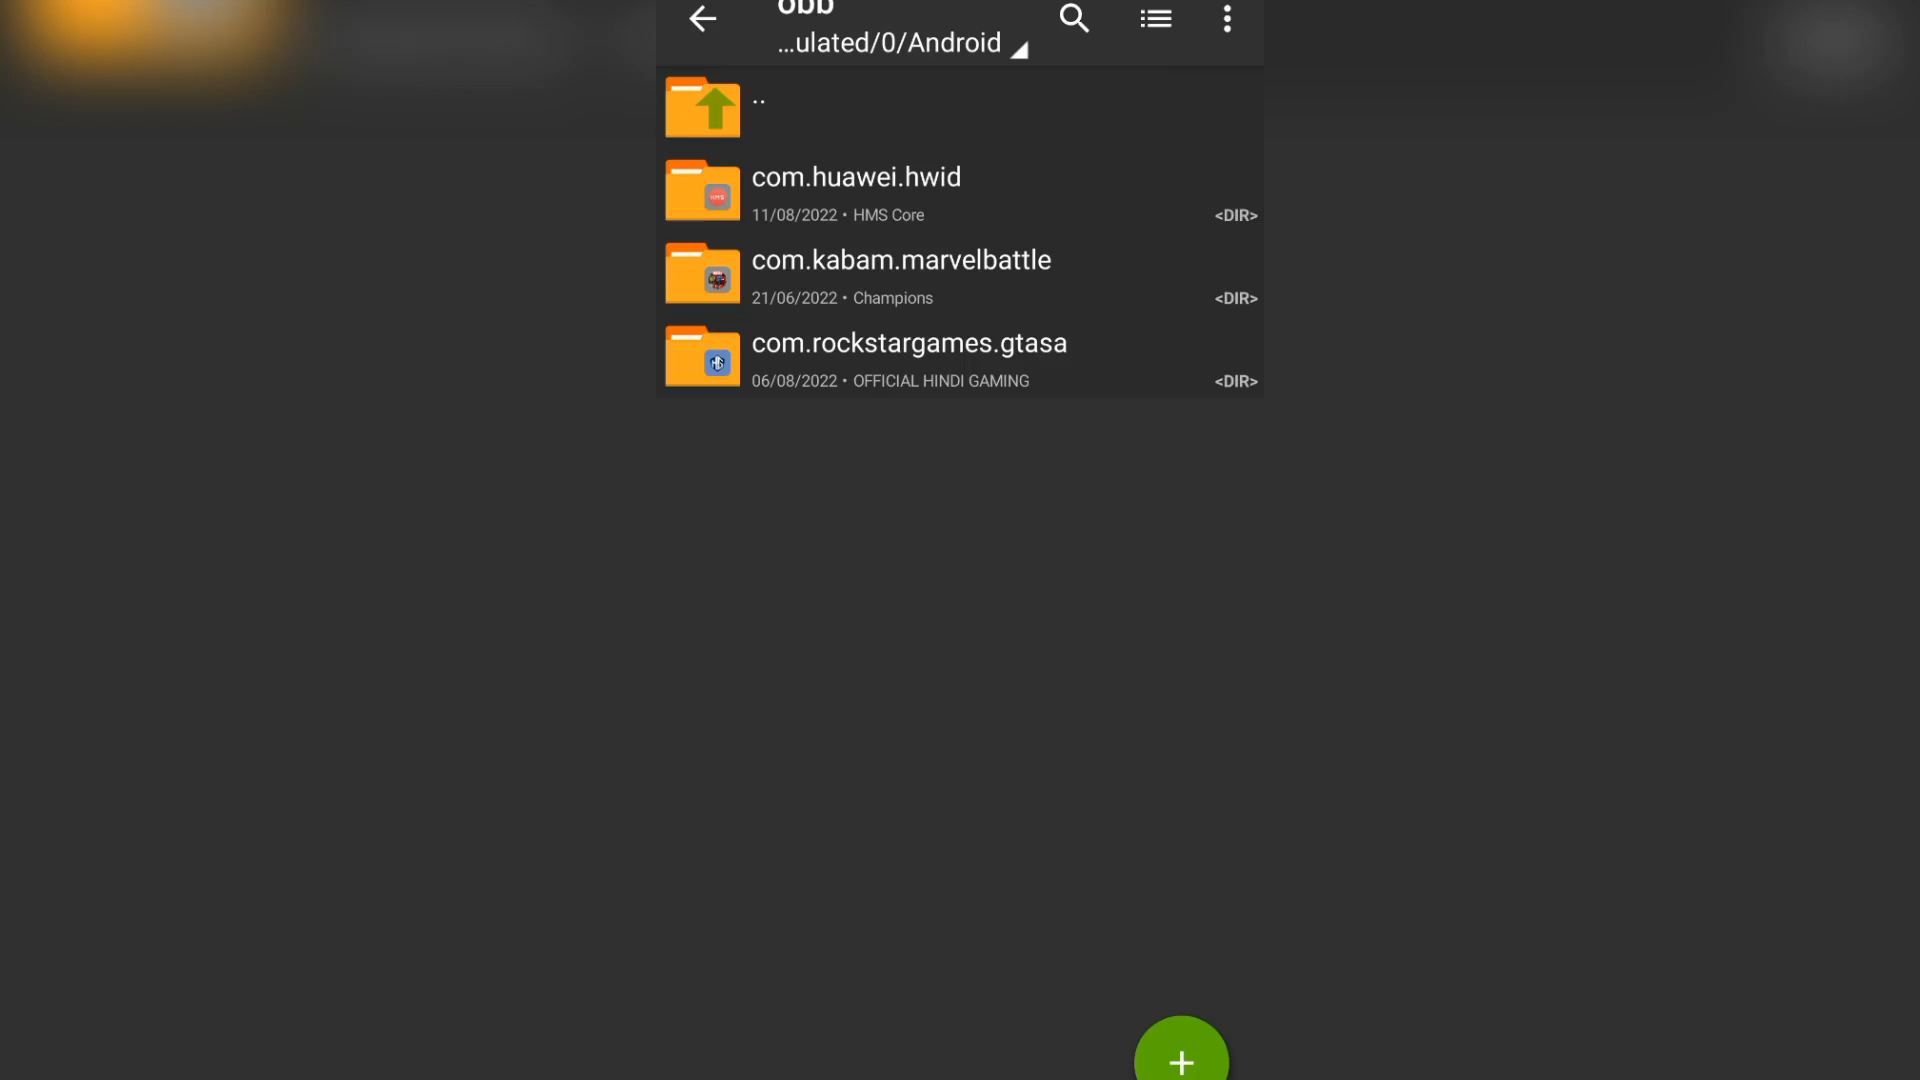 obb
...ulated/0/Android
..
com.huawei.hwid
11/08/2022 • HMS Core <DIR>
com.kabam.marvelbattle
21/06/2022 • Champions <DIR>
com.rockstargames.gtasa
06/08/2022 • OFFICIAL HINDI GAMING <DIR>